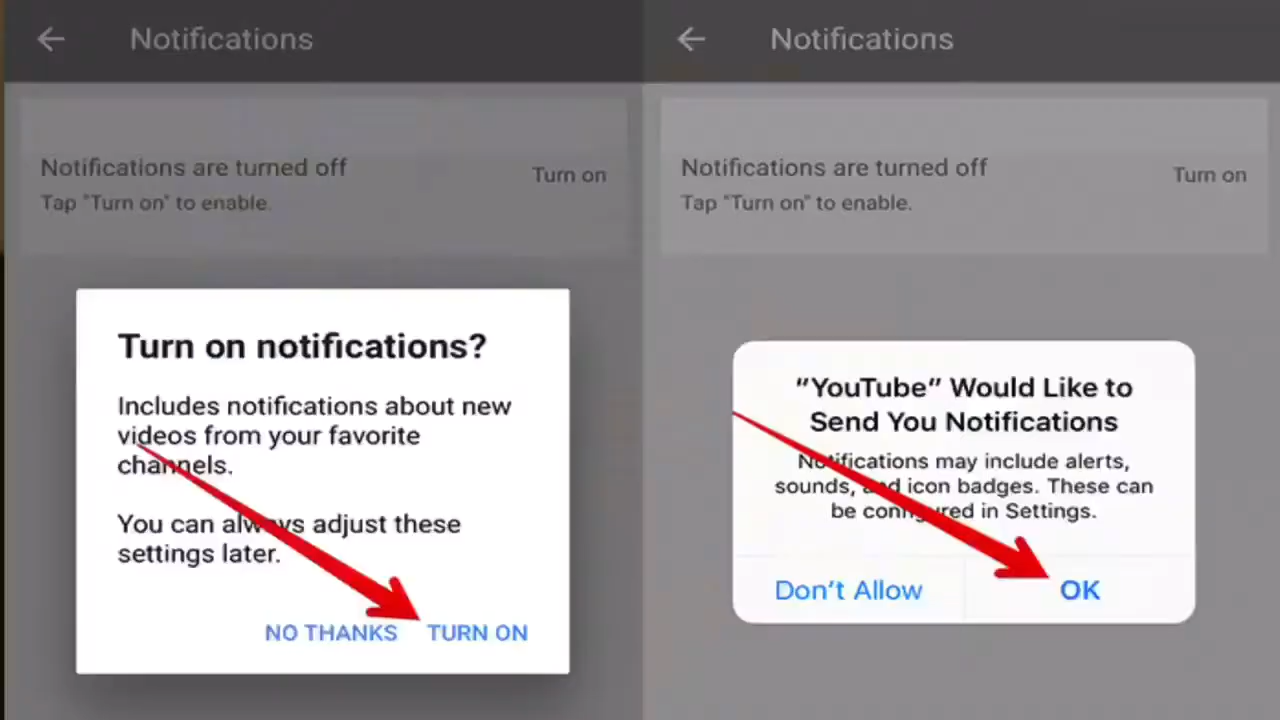 Notifications
Notifications are turned off
Turn on
Tap "Turn on" to enable.
Turn on notifications?
Includes notifications about new
videos from your favorite
channels.
You can always adjust these
settings later.
NO THANKS TURN ON
Notifications
Notifications are turned off
Turn on
Tap "Turn on" to enable.
"YouTube" Would Like to
Send You Notifications
Notifications may include alerts,
sounds, and icon badges. These can
be configured in Settings.
Don't Allow OK